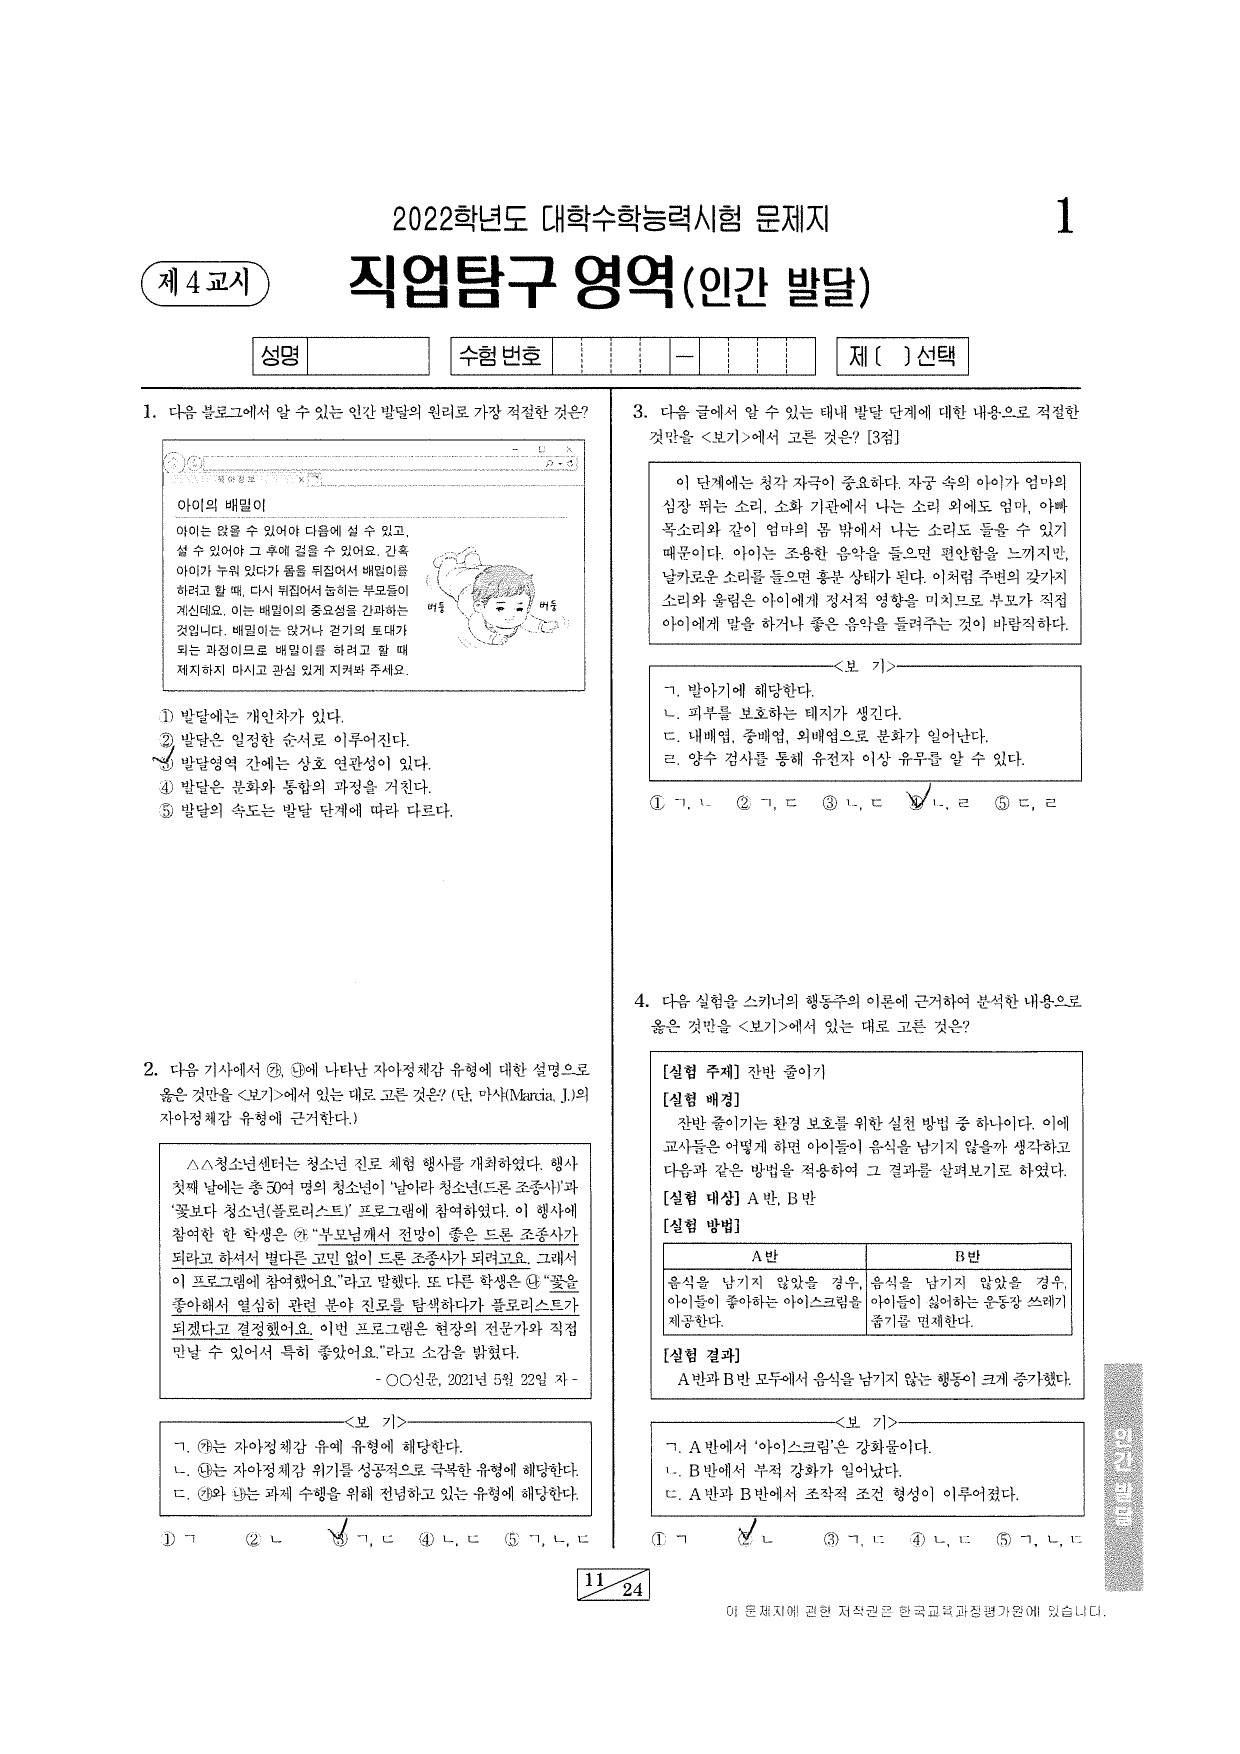 2022학년도 대학수학능력시험 문제지
1
제 4 교시
직업탐구 영역(인간 발달)
성명
수험 번호
—
제 ( ) 선택
1. 다음 블로그에서 알 수 있는 인간 발달의 원리로 가장 적절한 것은?
육아정보
아이의 배밀이
아이는 앉을 수 있어야 다음에 설 수 있고,
설 수 있어야 그 후에 걸을 수 있어요. 간혹
아이가 누워 있다가 몸을 뒤집어서 배밀이를
하려고 할 때, 다시 뒤집어서 눕히는 부모들이
계신데요. 이는 배밀이의 중요성을 간과하는
것입니다. 배밀이는 앉거나 걷기의 토대가
되는 과정이므로 배밀이를 하려고 할 때
제지하지 마시고 관심 있게 지켜봐 주세요.
버둥
버둥
① 발달에는 개인차가 있다.
② 발달은 일정한 순서로 이루어진다.
③ 발달영역 간에는 상호 연관성이 있다.
④ 발달은 분화와 통합의 과정을 거친다.
⑤ 발달의 속도는 발달 단계에 따라 다르다.
2. 다음 기사에서 ㉮, ㉯에 나타난 자아정체감 유형에 대한 설명으로
옳은 것만을 <보기>에서 있는 대로 고른 것은? (단, 마샤(Marcia, J.)의
자아정체감 유형에 근거한다.)
△△청소년센터는 청소년 진로 체험 행사를 개최하였다. 행사
첫째 날에는 총 50여 명의 청소년이 '날아라 청소년(드론 조종사)'과
'꽃보다 청소년(플로리스트)' 프로그램에 참여하였다. 이 행사에
참여한 한 학생은 ㉮ "부모님께서 전망이 좋은 드론 조종사가
되라고 하셔서 별다른 고민 없이 드론 조종사가 되려고요. 그래서
이 프로그램에 참여했어요."라고 말했다. 또 다른 학생은 ㉯ "꽃을
좋아해서 열심히 관련 분야 진로를 탐색하다가 플로리스트가
되겠다고 결정했어요. 이번 프로그램은 현장의 전문가와 직접
만날 수 있어서 특히 좋았어요."라고 소감을 밝혔다.
- ○○신문, 2021년 5월 22일 자 -
<보 기>
ㄱ. ㉮는 자아정체감 유예 유형에 해당한다.
ㄴ. ㉯는 자아정체감 위기를 성공적으로 극복한 유형에 해당한다.
ㄷ. ㉮와 ㉯는 과제 수행을 위해 전념하고 있는 유형에 해당한다.
① ㄱ ② ㄴ ③ ㄱ, ㄷ ④ ㄴ, ㄷ ⑤ ㄱ, ㄴ, ㄷ
3. 다음 글에서 알 수 있는 태내 발달 단계에 대한 내용으로 적절한
것만을 <보기>에서 고른 것은? [3점]
이 단계에는 청각 자극이 중요하다. 자궁 속의 아이가 엄마의
심장 뛰는 소리, 소화 기관에서 나는 소리 외에도 엄마, 아빠
목소리와 같이 엄마의 몸 밖에서 나는 소리도 들을 수 있기
때문이다. 아이는 조용한 음악을 들으면 편안함을 느끼지만,
날카로운 소리를 들으면 흥분 상태가 된다. 이처럼 주변의 갖가지
소리와 울림은 아이에게 정서적 영향을 미치므로 부모가 직접
아이에게 말을 하거나 좋은 음악을 들려주는 것이 바람직하다.
<보 기>
ㄱ. 발아기에 해당한다.
ㄴ. 피부를 보호하는 태지가 생긴다.
ㄷ. 내배엽, 중배엽, 외배엽으로 분화가 일어난다.
ㄹ. 양수 검사를 통해 유전자 이상 유무를 알 수 있다.
① ㄱ, ㄴ ② ㄱ, ㄷ ③ ㄴ, ㄷ ④ ㄴ, ㄹ ⑤ ㄷ, ㄹ
4. 다음 실험을 스키너의 행동주의 이론에 근거하여 분석한 내용으로
옳은 것만을 <보기>에서 있는 대로 고른 것은?
[실험 주제] 잔반 줄이기
[실험 배경]
잔반 줄이기는 환경 보호를 위한 실천 방법 중 하나이다. 이에
교사들은 어떻게 하면 아이들이 음식을 남기지 않을까 생각하고
다음과 같은 방법을 적용하여 그 결과를 살펴보기로 하였다.
[실험 대상] A반, B반
[실험 방법]
A반
B반
음식을 남기지 않았을 경우,
아이들이 좋아하는 아이스크림을
제공한다.
음식을 남기지 않았을 경우,
아이들이 싫어하는 운동장 쓰레기
줍기를 면제한다.
[실험 결과]
A반과 B반 모두에서 음식을 남기지 않는 행동이 크게 증가했다.
<보 기>
ㄱ. A반에서 '아이스크림'은 강화물이다.
ㄴ. B반에서 부적 강화가 일어났다.
ㄷ. A반과 B반에서 조작적 조건 형성이 이루어졌다.
① ㄱ ② ㄴ ③ ㄱ, ㄷ ④ ㄴ, ㄷ ⑤ ㄱ, ㄴ, ㄷ
인간 발달
11 / 24
이 문제지에 관한 저작권은 한국교육과정평가원에 있습니다.